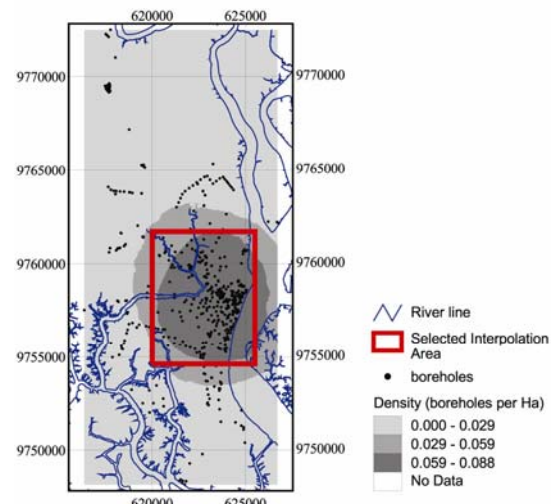 620000 625000
9770000 9770000
9765000 9765000
9760000 9760000
9755000 9755000
9750000 9750000
620000 625000
River line
Selected Interpolation
Area
boreholes
Density (boreholes per Ha)
0.000 - 0.029
0.029 - 0.059
0.059 - 0.088
No Data